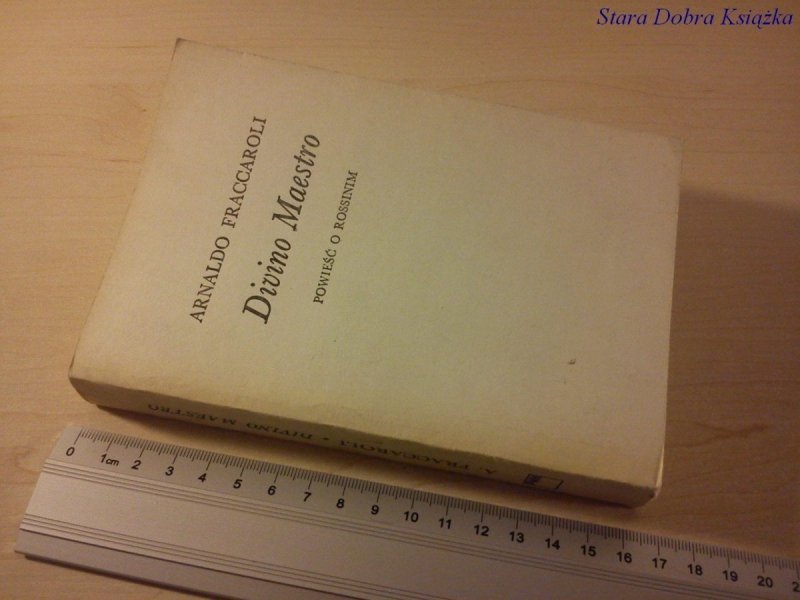 Stara Dobra Książka
ARNALDO FRACCAROLI
Divino Maestro
POWIEŚĆ O ROSSINIM
A. FRACCAROLI • DIVINO MAESTRO
0 1cm 2 3 4 5 6 7 8 9 10 11 12 13 14 15 16 17 18 19 20